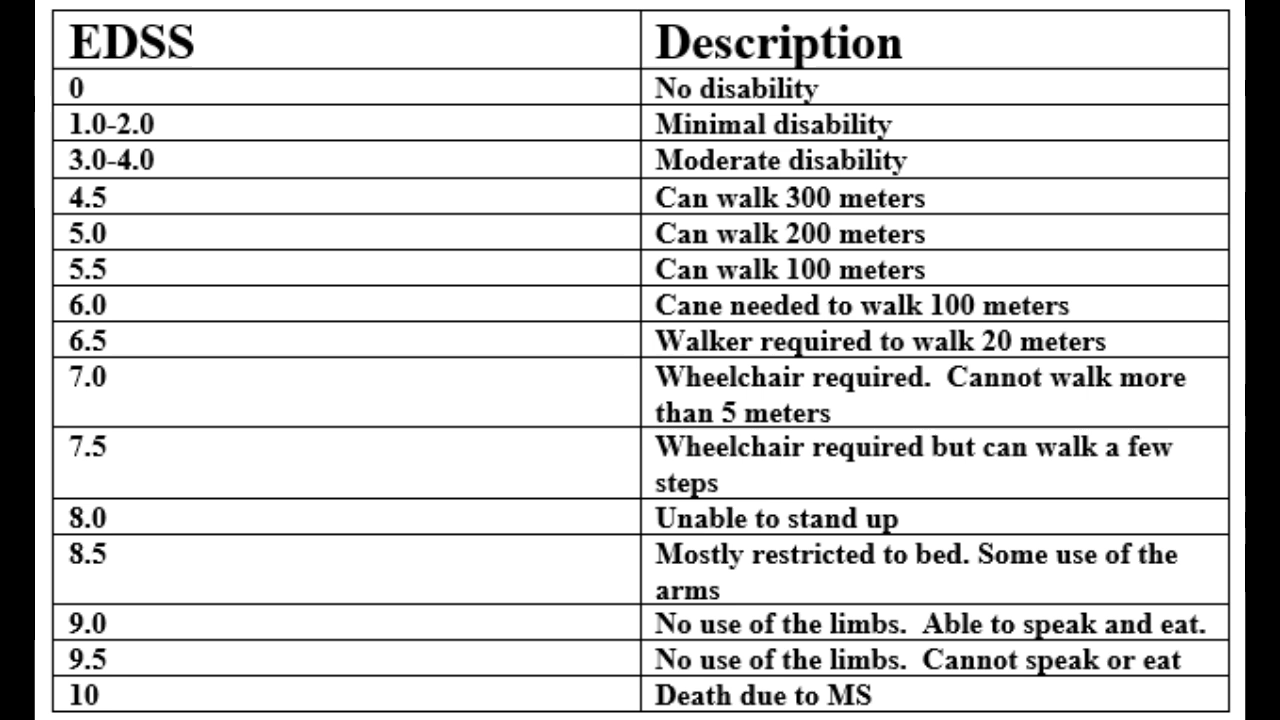 EDSS Description
0 No disability
1.0-2.0 Minimal disability
3.0-4.0 Moderate disability
4.5 Can walk 300 meters
5.0 Can walk 200 meters
5.5 Can walk 100 meters
6.0 Cane needed to walk 100 meters
6.5 Walker required to walk 20 meters
7.0 Wheelchair required.  Cannot walk more
than 5 meters
7.5 Wheelchair required but can walk a few
steps
8.0 Unable to stand up
8.5 Mostly restricted to bed. Some use of the
arms
9.0 No use of the limbs.  Able to speak and eat.
9.5 No use of the limbs.  Cannot speak or eat
10 Death due to MS